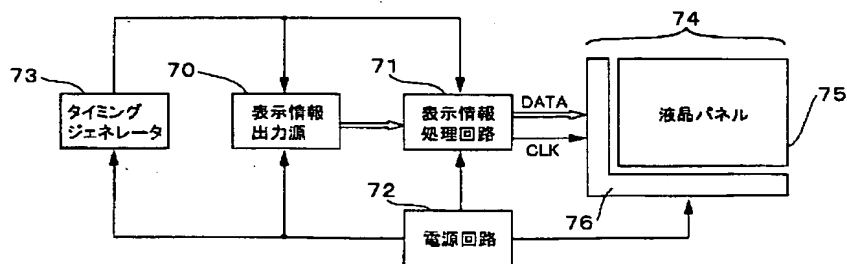 74
73
70
71
タイミング
ジェネレータ
表示情報
出力源
表示情報
処理回路
DATA
CLK
液晶パネル
75
72
電源回路
76